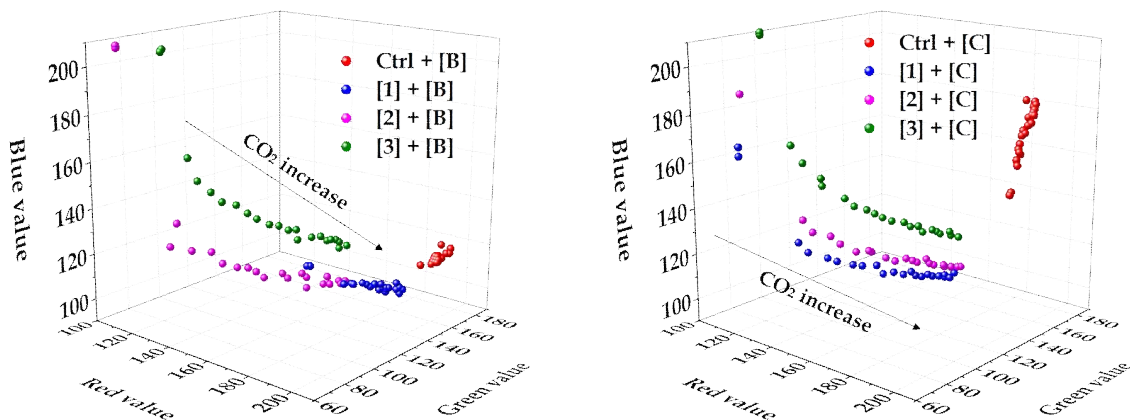 Ctrl + [B]
[1] + [B]
[2] + [B]
[3] + [B]
CO2 increase
Blue value
200
180
160
140
120
100
Red value
100
120
140
160
180
200
Green value
60
80
100
120
140
160
180
Ctrl + [C]
[1] + [C]
[2] + [C]
[3] + [C]
CO2 increase
Blue value
200
180
160
140
120
100
Red value
100
120
140
160
180
200
Green value
60
80
100
120
140
160
180